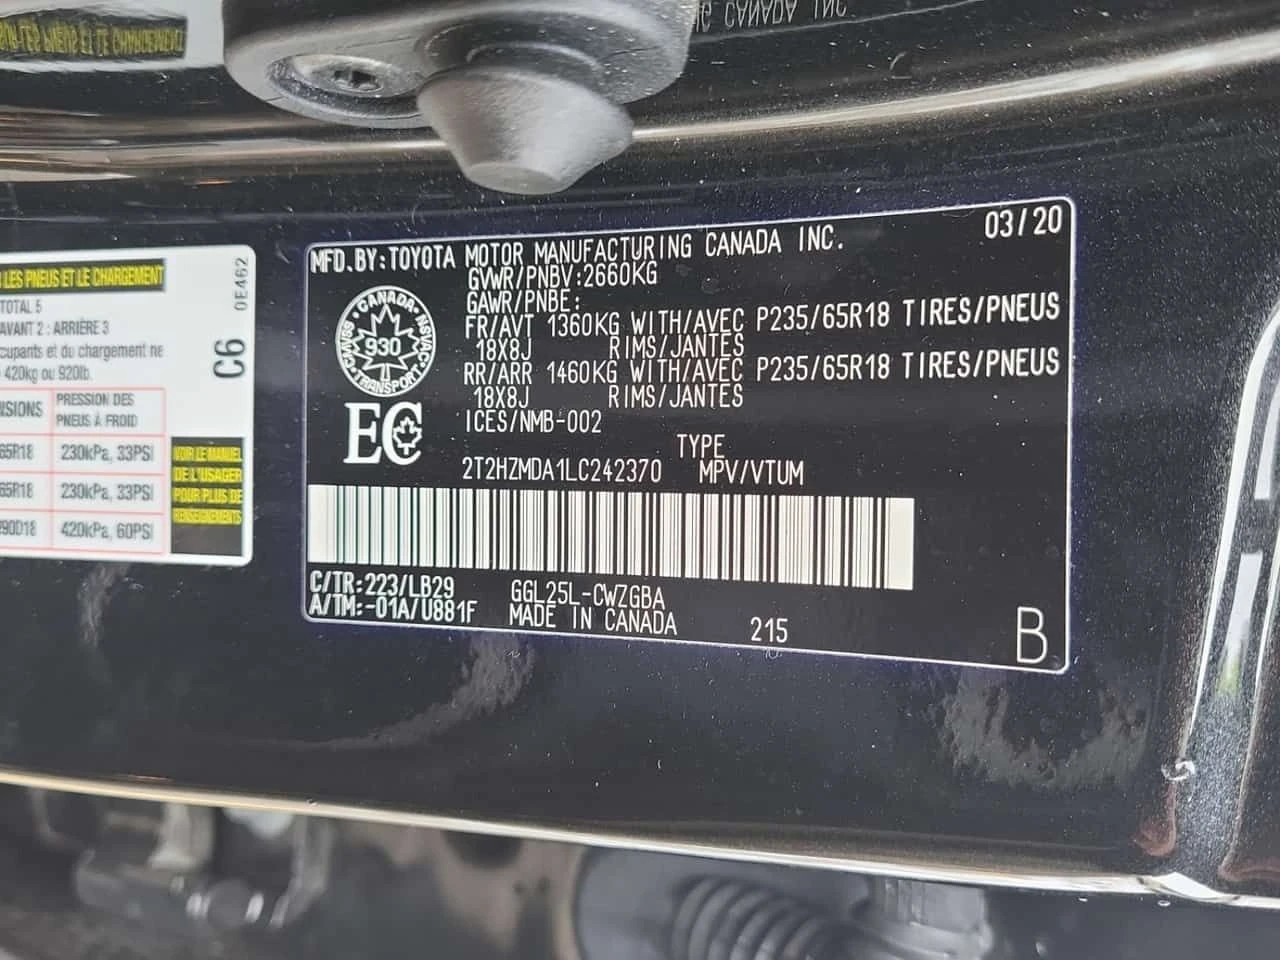 NG CANADA INC
LES PNEUS ET LE CHARGEMENT
TOTAL 5
AVANT 2 : ARRIÈRE 3
cupants et du chargement ne
420kg ou 920lb.
PRESSION DES
PNEUS À FROID
65R18 230kPa, 33PSI
65R18 230kPa, 33PSI
90D18 420kPa, 60PSI
VOIR LE MANUEL
DE L'USAGER
POUR PLUS DE
RENSEIGNEMENTS
C6
0E462
03/20
MFD.BY:TOYOTA MOTOR MANUFACTURING CANADA INC.
GVWR/PNBV:2660KG
GAWR/PNBE:
FR/AVT 1360KG WITH/AVEC P235/65R18 TIRES/PNEUS
18X8J RIMS/JANTES
RR/ARR 1460KG WITH/AVEC P235/65R18 TIRES/PNEUS
18X8J RIMS/JANTES
ICES/NMB-002
CANADA
930
TRANSPORT
NSVAC
EC
TYPE
2T2HZMDA1LC242370 MPV/VTUM
C/TR:223/LB29 GGL25L-CWZGBA
A/TM:-01A/U881F MADE IN CANADA 215
B